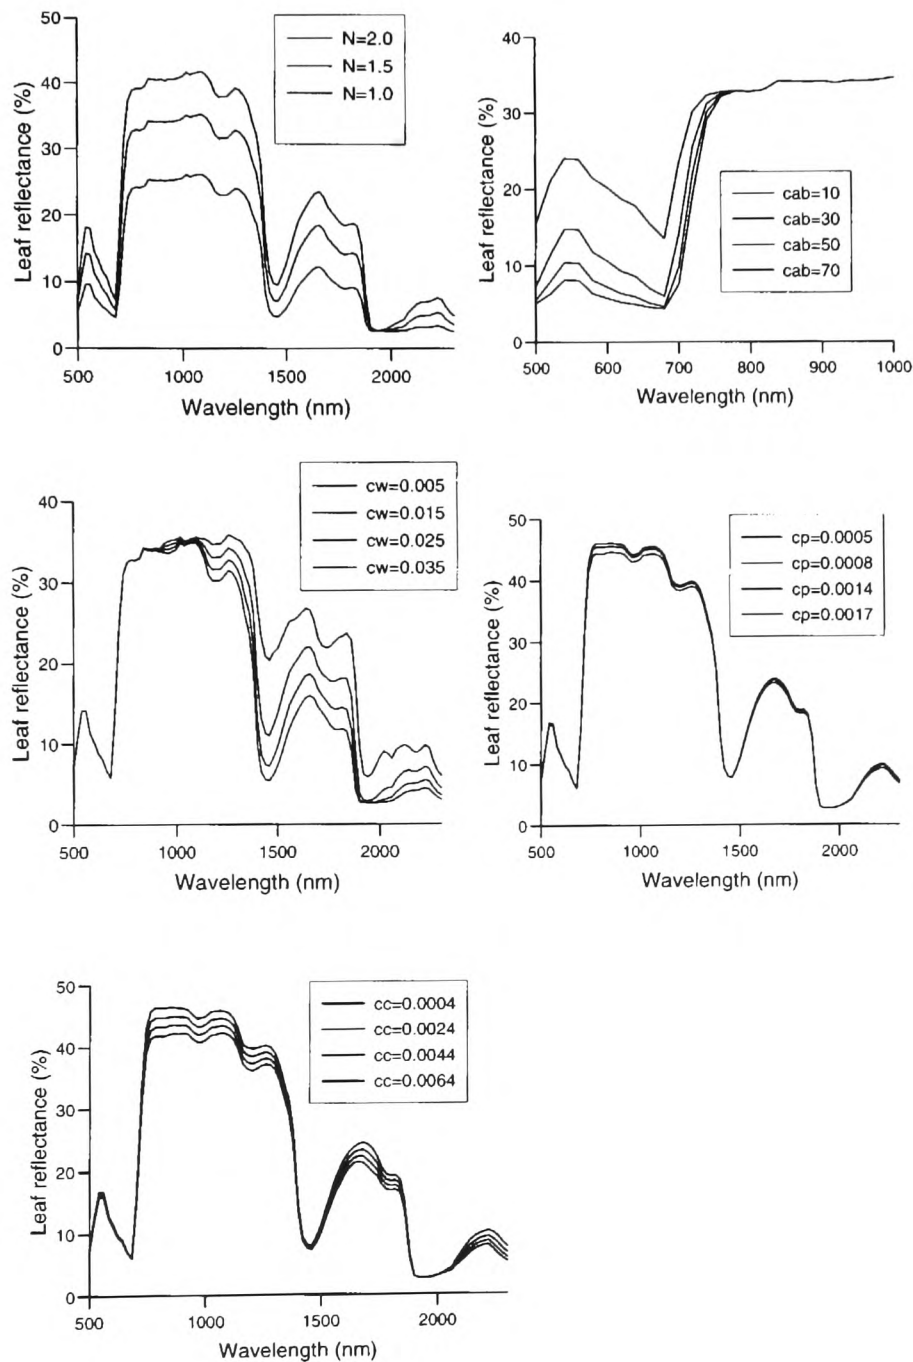 50
40
30
20
10
0
Leaf reflectance (%)
N=2.0
N=1.5
N=1.0
500 1000 1500 2000
Wavelength (nm)
40
30
20
10
0
Leaf reflectance (%)
cab=10
cab=30
cab=50
cab=70
500 600 700 800 900 1000
Wavelength (nm)
40
30
20
10
0
Leaf reflectance (%)
cw=0.005
cw=0.015
cw=0.025
cw=0.035
500 1000 1500 2000
Wavelength (nm)
50
40
30
20
10
0
Leaf reflectance (%)
cp=0.0005
cp=0.0008
cp=0.0014
cp=0.0017
500 1000 1500 2000
Wavelength (nm)
50
40
30
20
10
0
Leaf reflectance (%)
cc=0.0004
cc=0.0024
cc=0.0044
cc=0.0064
500 1000 1500 2000
Wavelength (nm)